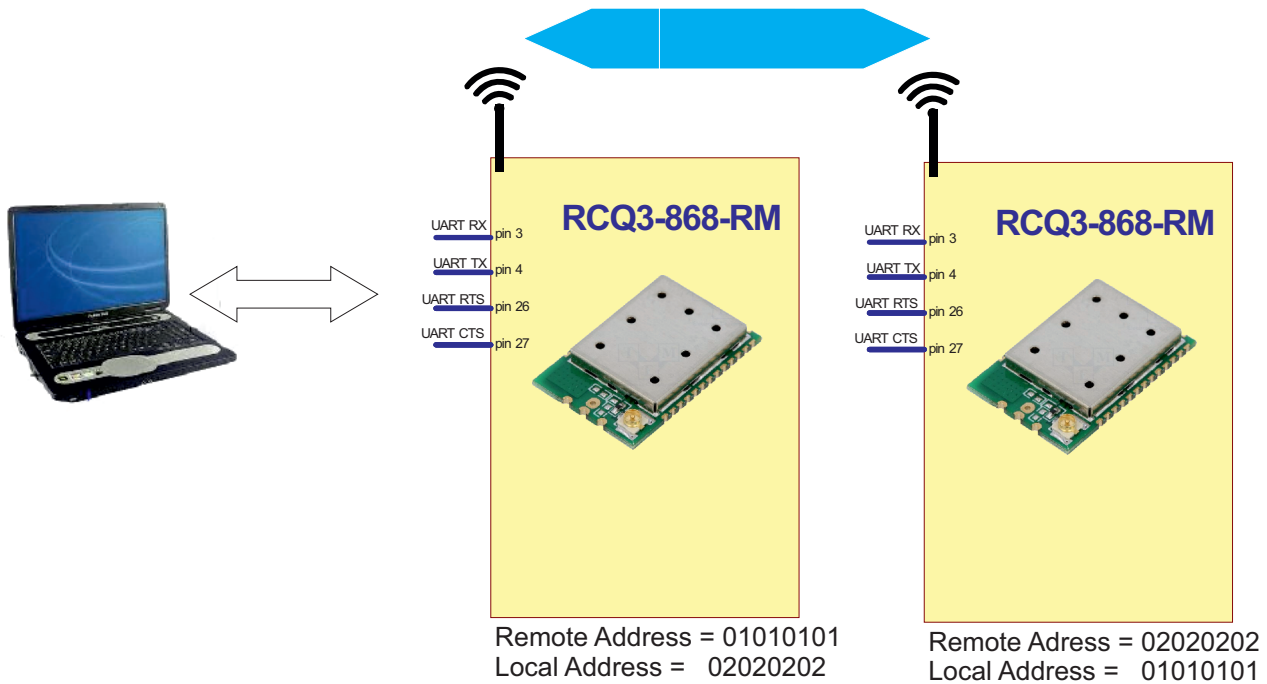 RCQ3-868-RM
UART RX
pin 3
UART TX
pin 4
UART RTS
pin 26
UART CTS
pin 27
Remote Address = 01010101
Local Address = 02020202
RCQ3-868-RM
UART RX
pin 3
UART TX
pin 4
UART RTS
pin 26
UART CTS
pin 27
Remote Adress = 02020202
Local Address = 01010101